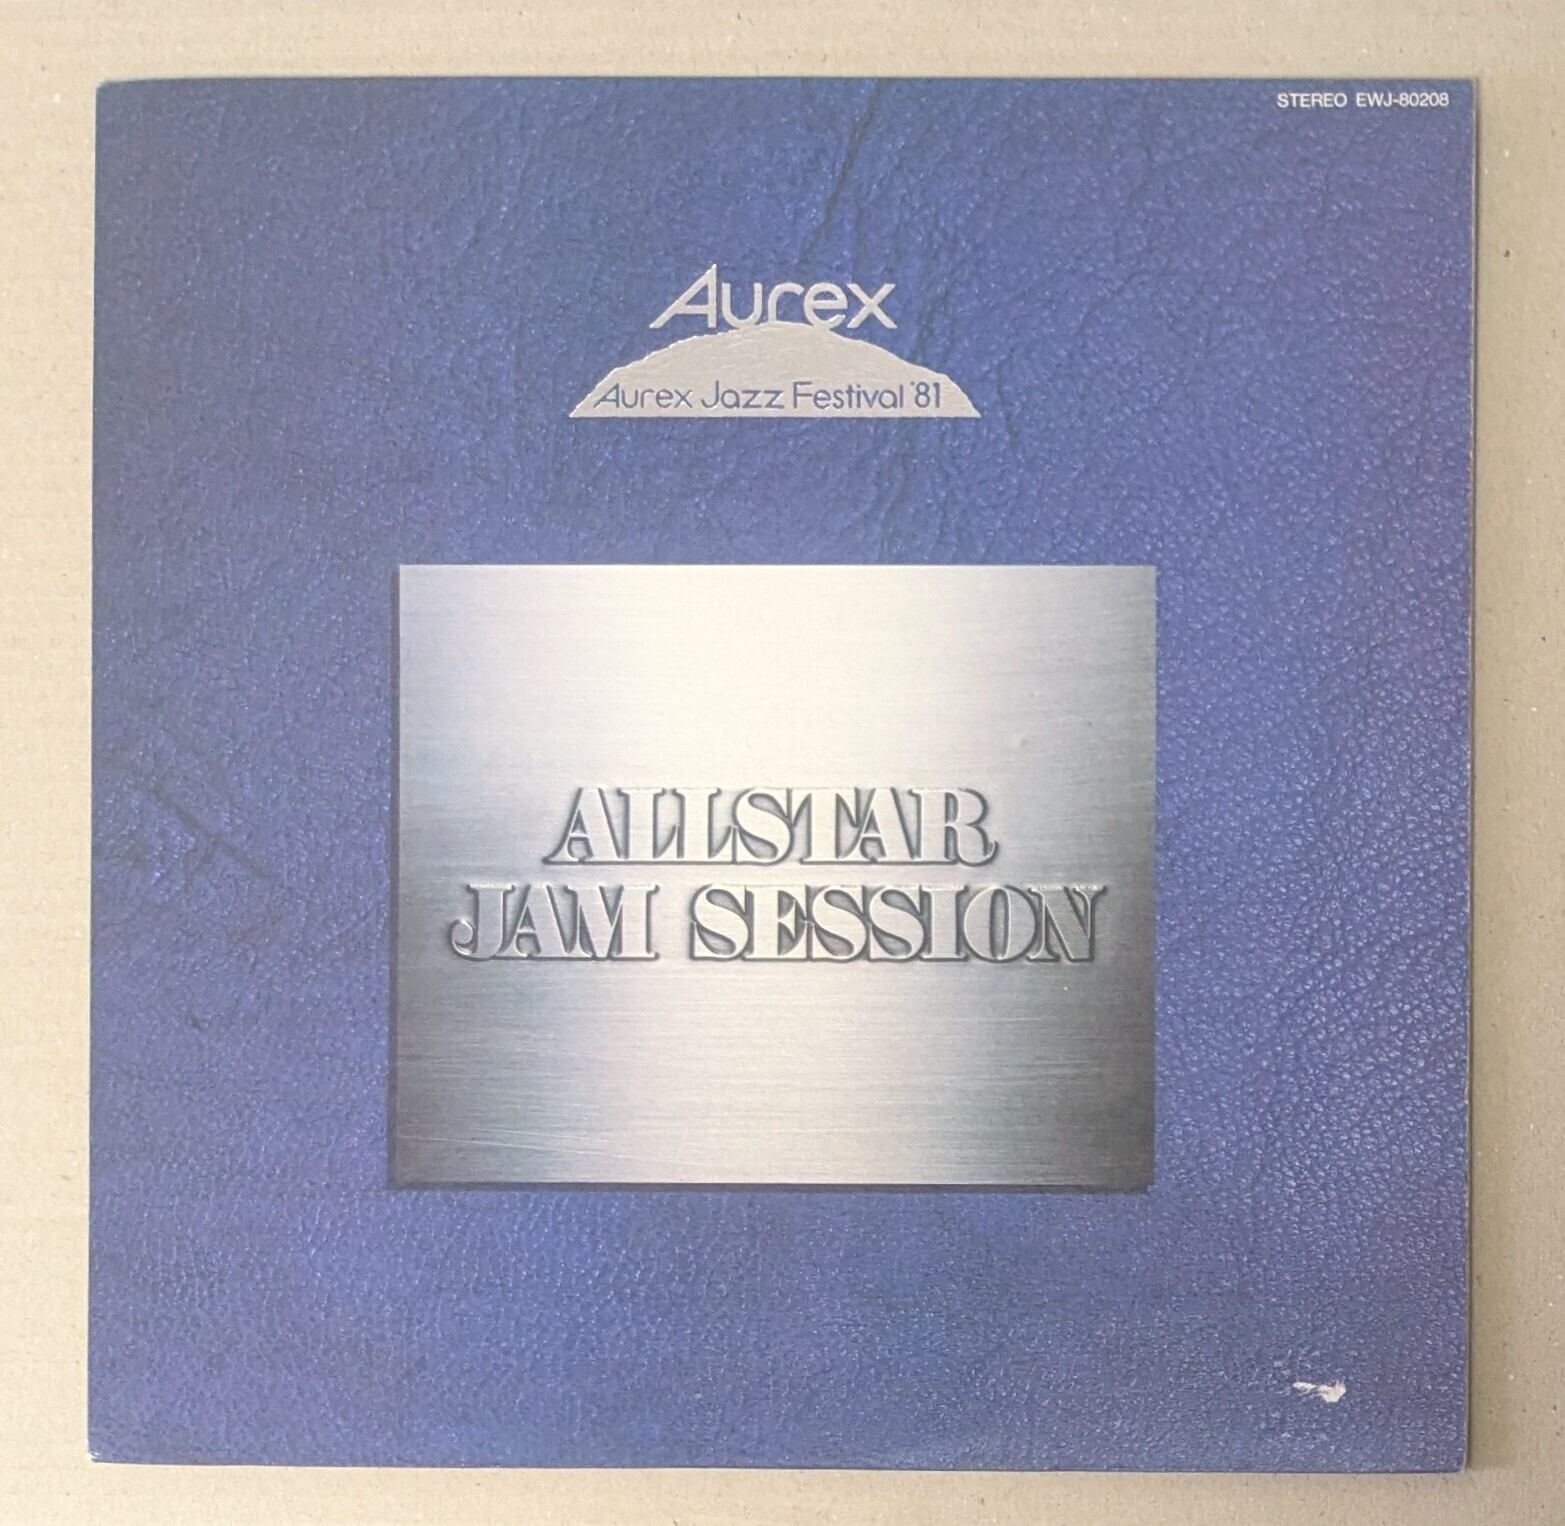 STEREO EWJ-80208
Aurex
Aurex Jazz Festival '81
ALLSTAR
JAM SESSION